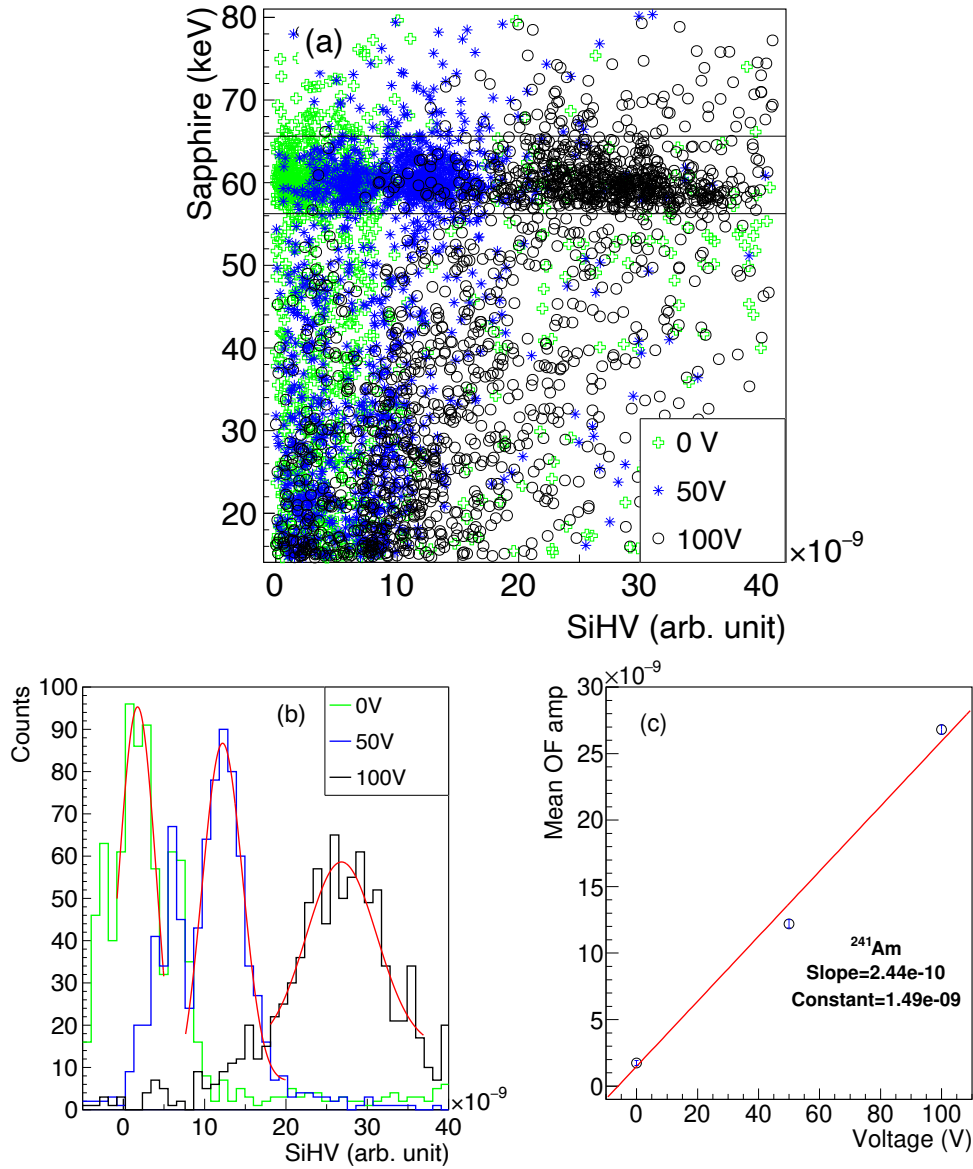 (a)
Sapphire (keV)
80
70
60
50
40
30
20
0 V
50V
100V
0 10 20 30 40
×10⁻⁹
SiHV (arb. unit)
(b)
Counts
100
90
80
70
60
50
40
30
20
10
0
0V
50V
100V
0 10 20 30 40
×10⁻⁹
SiHV (arb. unit)
×10⁻⁹
(c)
Mean OF amp
30
25
20
15
10
5
0
²⁴¹Am
Slope=2.44e-10
Constant=1.49e-09
0 20 40 60 80 100
Voltage (V)